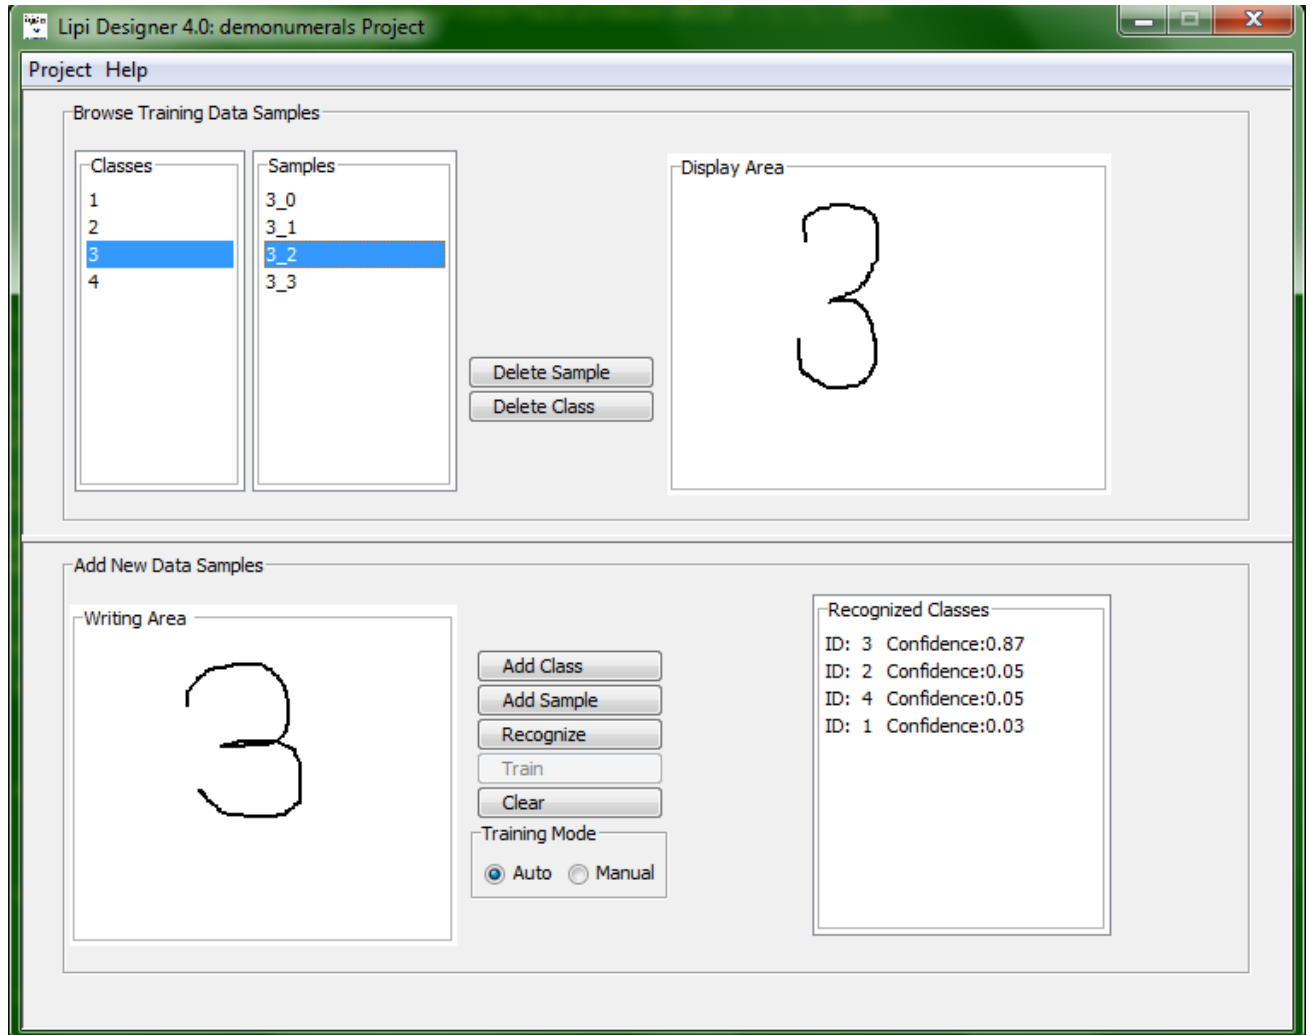 Lipi Designer 4.0: demonumerals Project
Project Help
Browse Training Data Samples
Classes
1
2
3
4
Samples
3_0
3_1
3_2
3_3
Delete Sample
Delete Class
Display Area
3
Add New Data Samples
Writing Area
3
Add Class
Add Sample
Recognize
Train
Clear
Training Mode
Auto Manual
Recognized Classes
ID: 3 Confidence:0.87
ID: 2 Confidence:0.05
ID: 4 Confidence:0.05
ID: 1 Confidence:0.03